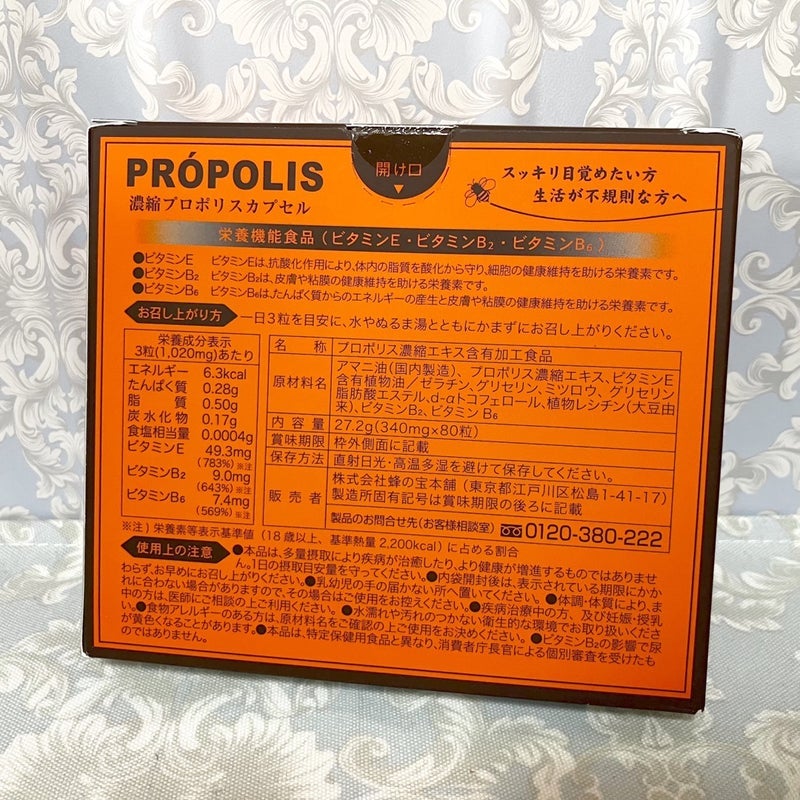 PRÓPOLIS
濃縮プロポリスカプセル
開け口
スッキリ目覚めたい方
生活が不規則な方へ
栄養機能食品(ビタミンE・ビタミンB₂・ビタミンB₆)
●ビタミンE ビタミンEは、抗酸化作用により、体内の脂質を酸化から守り、細胞の健康維持を助ける栄養素です。
●ビタミンB₂ ビタミンB₂は、皮膚や粘膜の健康維持を助ける栄養素です。
●ビタミンB₆ ビタミンB₆は、たんぱく質からのエネルギーの産生と皮膚や粘膜の健康維持を助ける栄養素です。
お召し上がり方 一日3粒を目安に、水やぬるま湯とともにかまずにお召し上がりください。
栄養成分表示
3粒(1,020mg)あたり
エネルギー 6.3kcal
たんぱく質 0.28g
脂質 0.50g
炭水化物 0.17g
食塩相当量 0.0004g
ビタミンE 49.3mg
(783%)※注
ビタミンB₂ 9.0mg
(643%)※注
ビタミンB₆ 7.4mg
(569%)※注
名称 プロポリス濃縮エキス含有加工食品
原材料名 アマニ油(国内製造)、プロポリス濃縮エキス、ビタミンE
含有植物油/ゼラチン、グリセリン、ミツロウ、グリセリン
脂肪酸エステル、d-αトコフェロール、植物レシチン(大豆由
来)、ビタミンB₂、ビタミン B₆
内容量 27.2g(340mg×80粒)
賞味期限 枠外側面に記載
保存方法 直射日光・高温多湿を避けて保存してください。
販売者 株式会社蜂の宝本舗(東京都江戸川区松島1-41-17)
製造所固有記号は賞味期限の後ろに記載
製品のお問合せ先(お客様相談室) 0120-380-222
※注)栄養素等表示基準値(18歳以上、基準熱量2,200kcal)に占める割合
使用上の注意 ●本品は、多量摂取により疾病が治癒したり、より健康が増進するものではありませ
ん。1日の摂取目安量を守ってください。●内袋開封後は、表示されている期限にかか
わらず、お早めにお召し上がりください。●乳幼児の手の届かない所へ置いてください。●体調・体質により、ま
れに合わない場合がありますので、その場合はご使用をお控えください。●疾病治療中の方、及び妊娠・授乳
中の方は、医師にご相談の上ご利用ください。●水濡れや汚れのつかめない衛生的な環境でお取り扱いくださ
い。●食物アレルギーのある方は、原材料名をご確認の上ご使用をお決めください。●ビタミンB₂の影響で尿
が黄色くなることがあります。●本品は、特定保健用食品と異なり、消費者庁長官による個別審査を受けたも
のではありません。